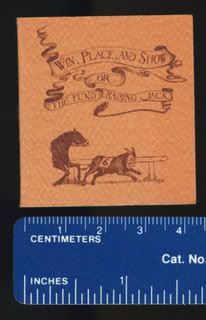 WIN, PLACE, AND SHOW
OR
THE FUND RAISING JACK
1 2 3 4
CENTIMETERS
Cat. No.
INCHES 1